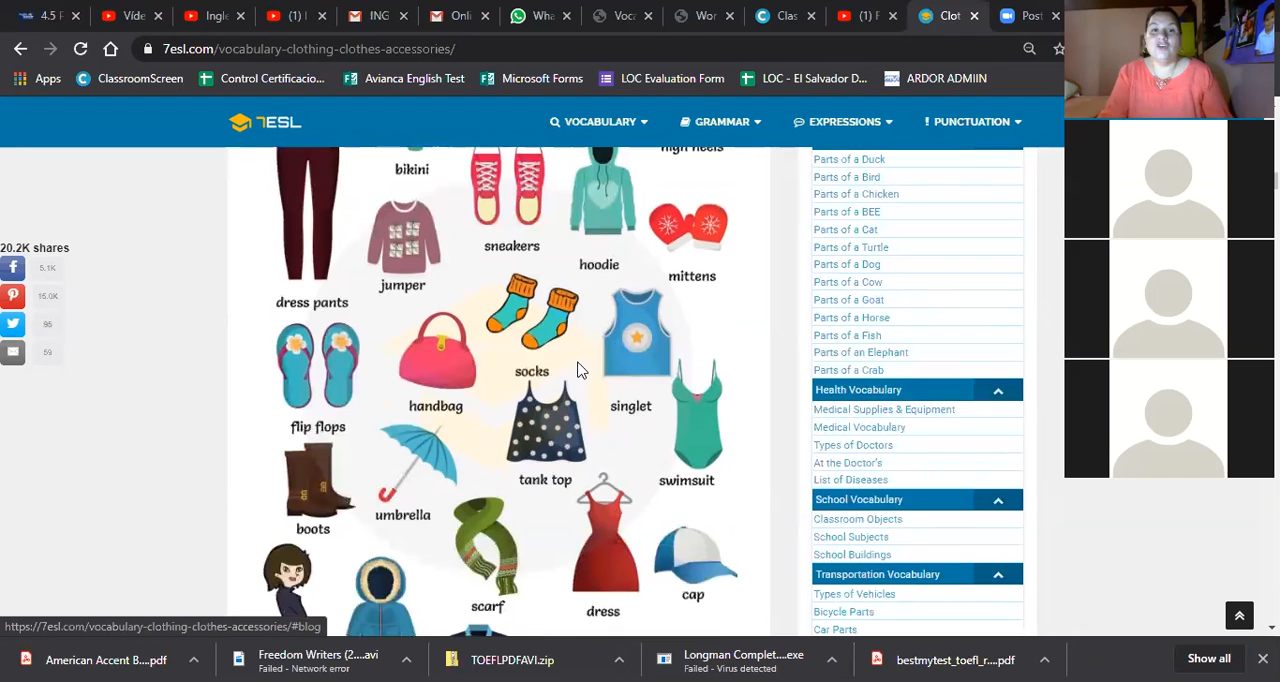 4.5 F
Víde
Ingle
(1) I
ING
Onli
Wha
Voca
Wor
Clas
(1) F
Clot
Post
7esl.com/vocabulary-clothing-clothes-accessories/
Apps
ClassroomScreen
Control Certificacio...
Avianca English Test
Microsoft Forms
LOC Evaluation Form
LOC - El Salvador D...
ARDOR ADMIIN
7ESL
VOCABULARY
GRAMMAR
EXPRESSIONS
PUNCTUATION
high heels
bikini
sneakers
hoodie
mittens
jumper
dress pants
socks
handbag
singlet
flip flops
tank top
swimsuit
umbrella
boots
scarf
dress
cap
20.2K shares
5.1K
15.0K
95
59
Parts of a Duck
Parts of a Bird
Parts of a Chicken
Parts of a BEE
Parts of a Cat
Parts of a Turtle
Parts of a Dog
Parts of a Cow
Parts of a Goat
Parts of a Horse
Parts of a Fish
Parts of an Elephant
Parts of a Crab
Health Vocabulary
Medical Supplies & Equipment
Medical Vocabulary
Types of Doctors
At the Doctor's
List of Diseases
School Vocabulary
Classroom Objects
School Subjects
School Buildings
Transportation Vocabulary
Types of Vehicles
Bicycle Parts
Car Parts
https://7esl.com/vocabulary-clothing-clothes-accessories/#blog
American Accent B....pdf
Freedom Writers (2....avi
Failed - Network error
TOEFLPDFAVI.zip
Longman Complet....exe
Failed - Virus detected
bestmytest_toefl_r....pdf
Show all